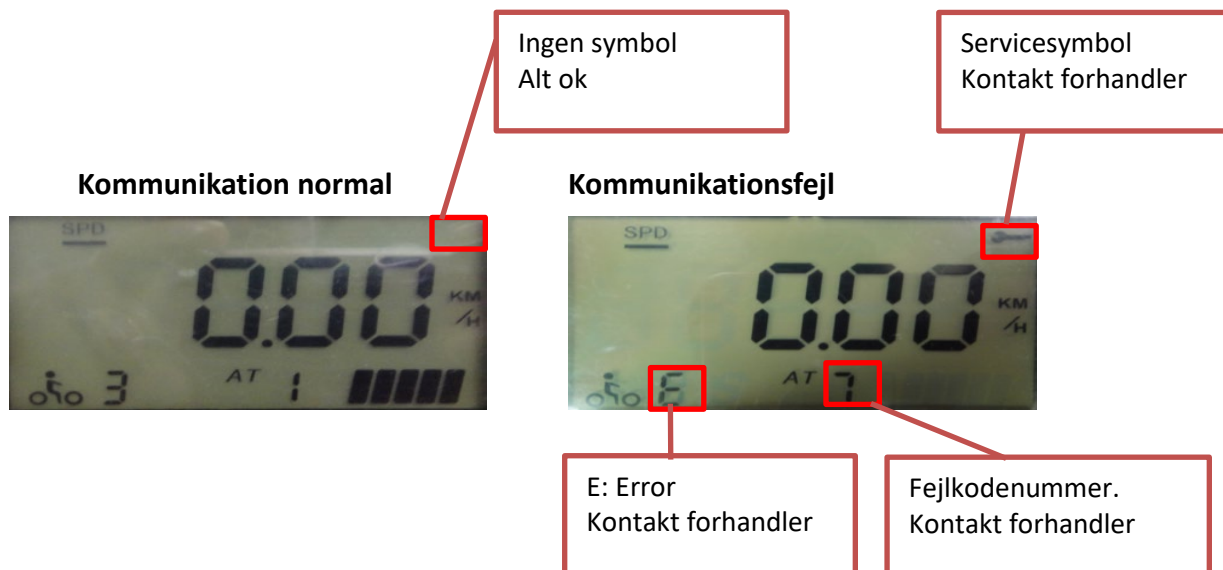 Ingen symbol
Alt ok
Servicesymbol
Kontakt forhandler
Kommunikation normal
Kommunikationsfejl
SPD
0.00
KM
/H
3
AT 1
SPD
0.00
KM
/H
E
AT 7
E: Error
Kontakt forhandler
Fejlkodenummer.
Kontakt forhandler